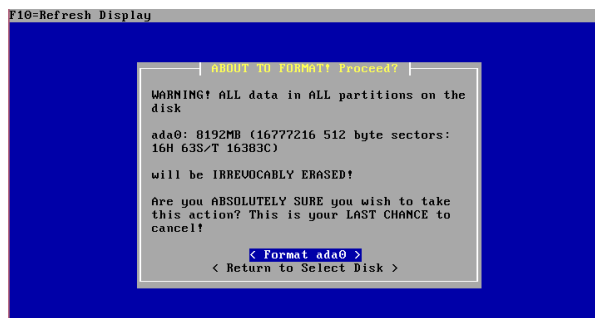 F10=Refresh Display
ABOUT TO FORMAT! Proceed?
WARNING! ALL data in ALL partitions on the
disk
ada0: 8192MB (16777216 512 byte sectors:
16H 63S/T 16383C)
will be IRREVOCABLY ERASED!
Are you ABSOLUTELY SURE you wish to take
this action? This is your LAST CHANCE to
cancel!
< Format ada0 >
< Return to Select Disk >